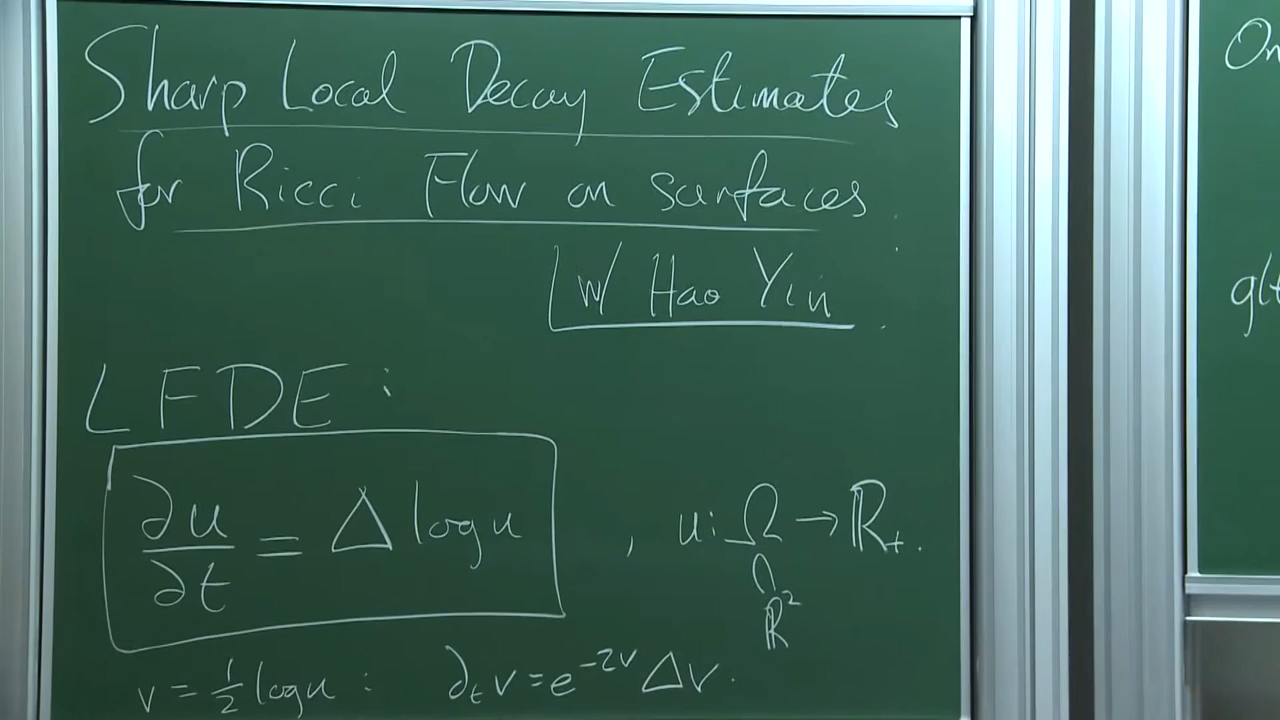 Sharp Local Decay Estimates
for Ricci Flow on surfaces
w/ Hao Yin
LFDE:
∂u/∂t = Δ log u , u: Ω → ℝ₊.
∩
ℝ²
v = ½ log u : ∂ₜv = e^{-2v} Δv.
On